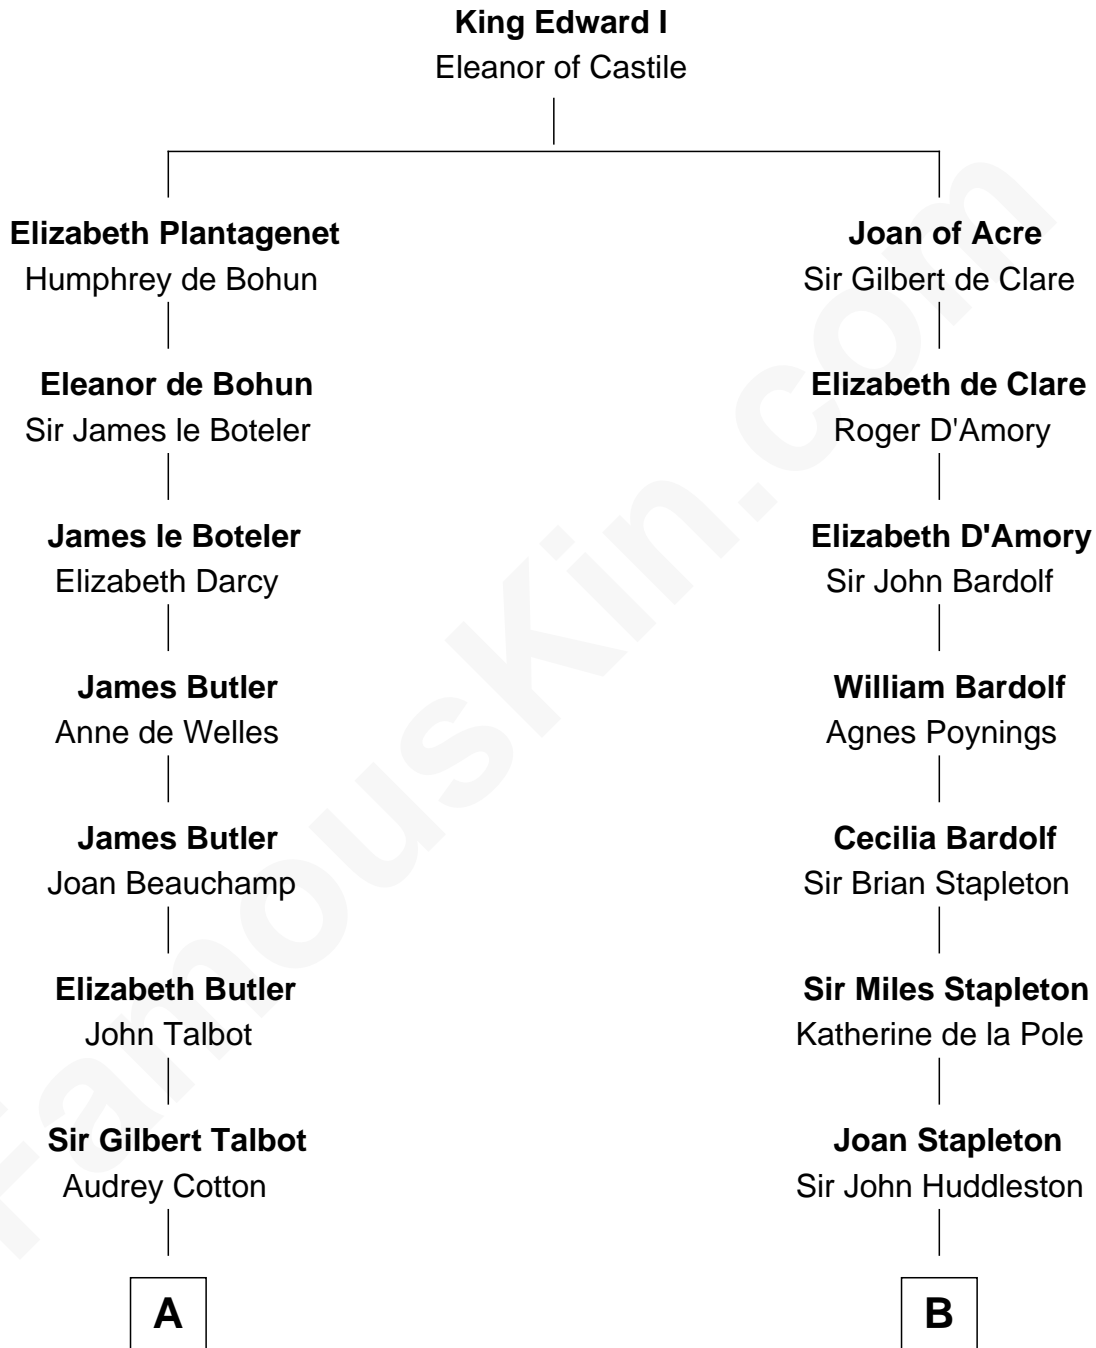 King Edward I
Eleanor of Castile
Elizabeth Plantagenet
Humphrey de Bohun
Joan of Acre
Sir Gilbert de Clare
Eleanor de Bohun
Sir James le Boteler
Elizabeth de Clare
Roger D'Amory
James le Boteler
Elizabeth Darcy
Elizabeth D'Amory
Sir John Bardolf
James Butler
Anne de Welles
William Bardolf
Agnes Poynings
James Butler
Joan Beauchamp
Cecilia Bardolf
Sir Brian Stapleton
Elizabeth Butler
John Talbot
Sir Miles Stapleton
Katherine de la Pole
Sir Gilbert Talbot
Audrey Cotton
Joan Stapleton
Sir John Huddleston
A
B
FamousKin.com